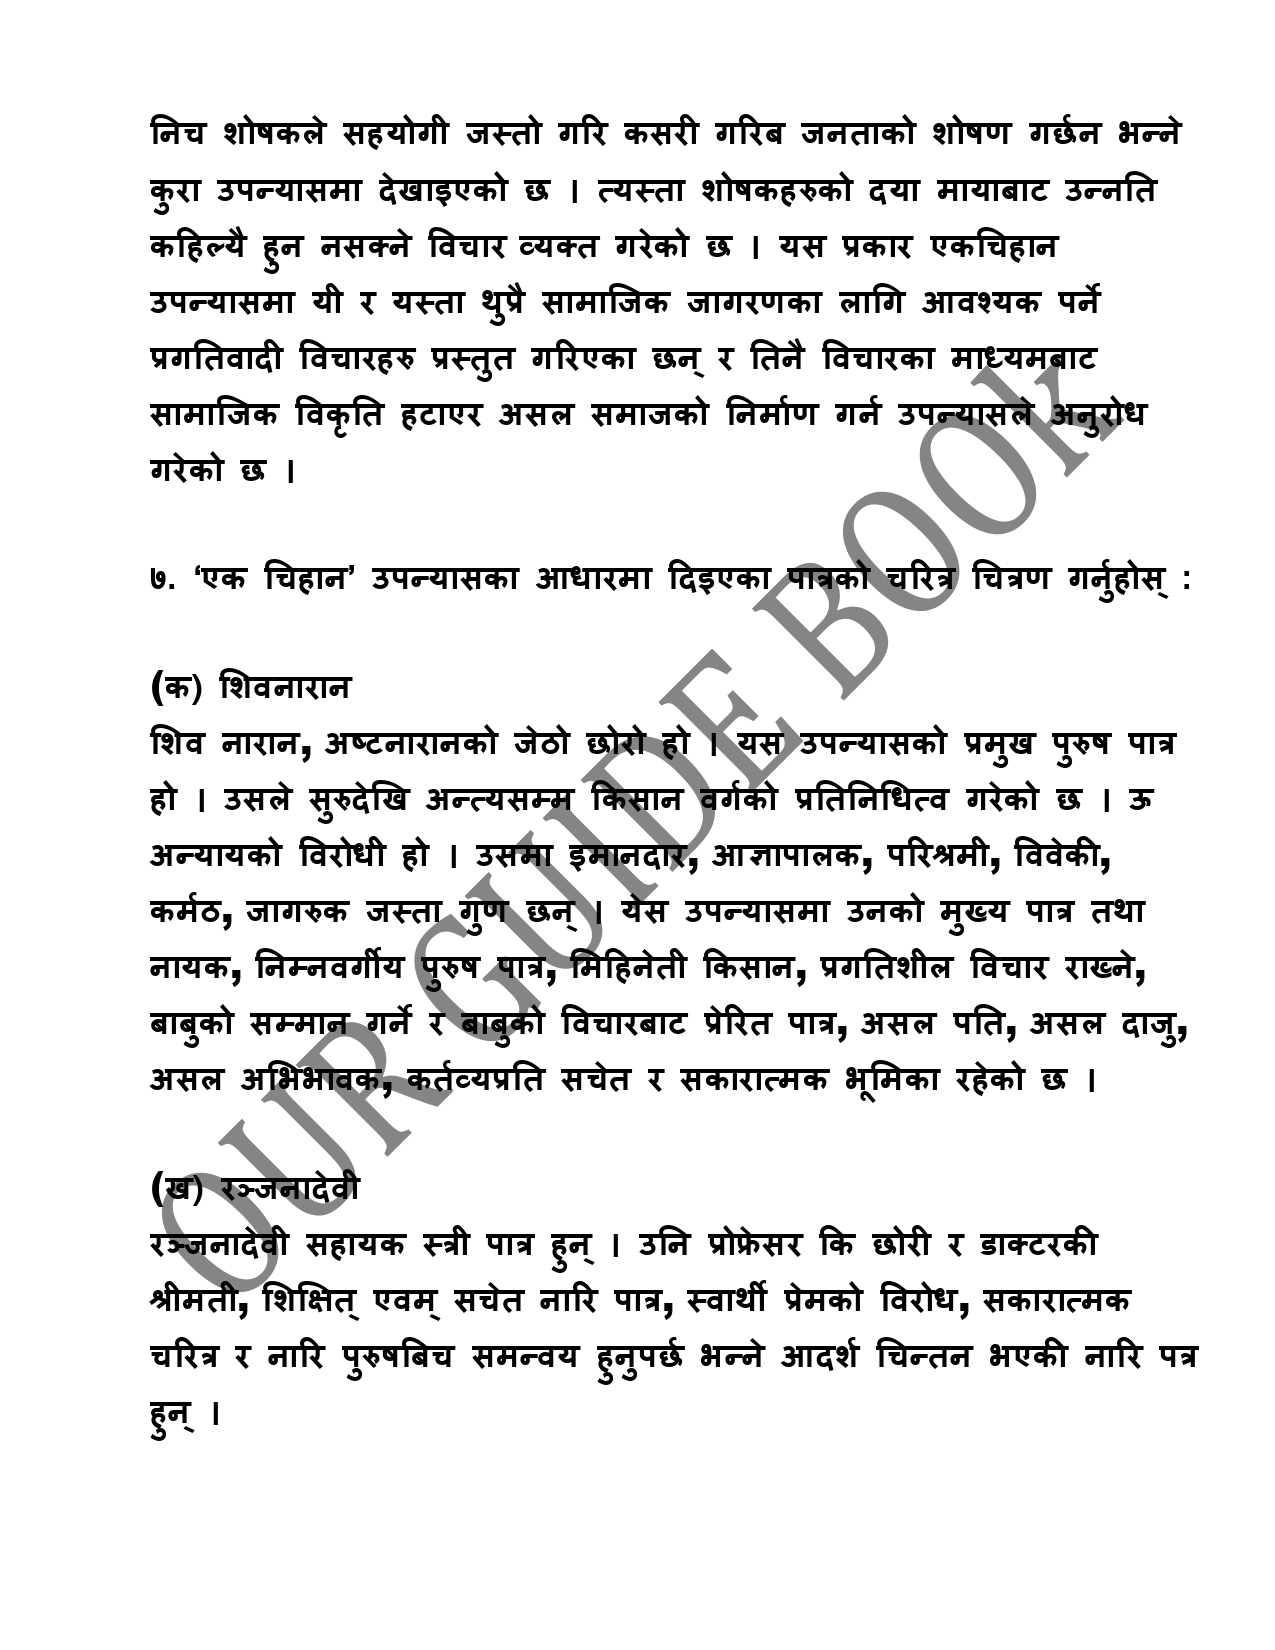 निच शोषकले सहयोगी जस्तो गरि कसरी गरिब जनताको शोषण गर्छन भन्ने
कुरा उपन्यासमा देखाइएको छ । त्यस्ता शोषकहरुको दया मायाबाट उन्नति
कहिल्यै हुन नसक्ने विचार व्यक्त गरेको छ । यस प्रकार एकचिहान
उपन्यासमा यी र यस्ता थुप्रै सामाजिक जागरणका लागि आवश्यक पर्ने
प्रगतिवादी विचारहरु प्रस्तुत गरिएका छन् र तिनै विचारका माध्यमबाट
सामाजिक विकृति हटाएर असल समाजको निर्माण गर्न उपन्यासले अनुरोध
गरेको छ ।
७. ‘एक चिहान’ उपन्यासका आधारमा दिइएका पात्रको चरित्र चित्रण गर्नुहोस् :
(क) शिवनारान
शिव नारान, अष्टनारानको जेठो छोरो हो । यस उपन्यासको प्रमुख पुरुष पात्र
हो । उसले सुरुदेखि अन्त्यसम्म किसान वर्गको प्रतिनिधित्व गरेको छ । ऊ
अन्यायको विरोधी हो । उसमा इमानदार, आज्ञापालक, परिश्रमी, विवेकी,
कर्मठ, जागरुक जस्ता गुण छन् । येस उपन्यासमा उनको मुख्य पात्र तथा
नायक, निम्नवर्गीय पुरुष पात्र, मिहिनेती किसान, प्रगतिशील विचार राख्ने,
बाबुको सम्मान गर्ने र बाबुको विचारबाट प्रेरित पात्र, असल पति, असल दाजु,
असल अभिभावक, कर्तव्यप्रति सचेत र सकारात्मक भूमिका रहेको छ ।
(ख) रञ्जनादेवी
रञ्जनादेवी सहायक स्त्री पात्र हुन् । उनि प्रोफ्रेसर कि छोरी र डाक्टरकी
श्रीमती, शिक्षित् एवम् सचेत नारि पात्र, स्वार्थी प्रेमको विरोध, सकारात्मक
चरित्र र नारि पुरुषबिच समन्वय हुनुपर्छ भन्ने आदर्श चिन्तन भएकी नारि पत्र
हुन् ।
OUR GUIDE BOOK